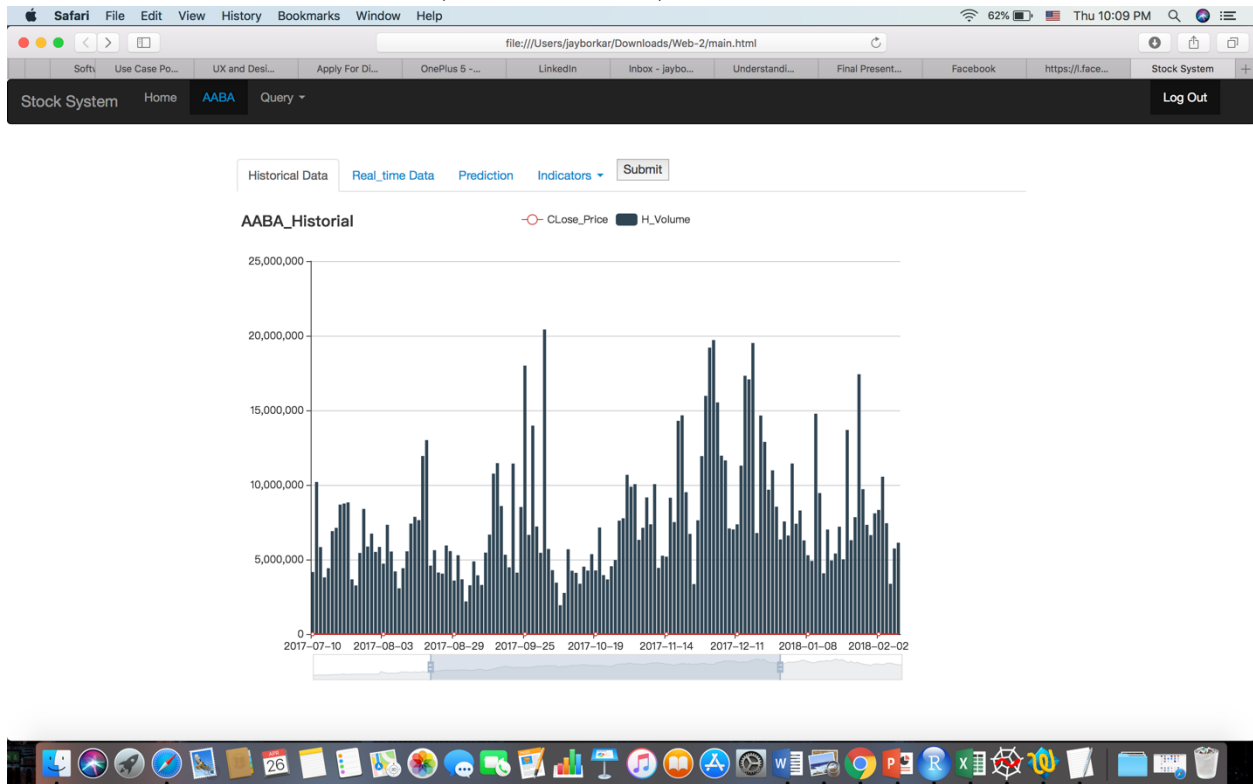 Safari File Edit View History Bookmarks Window Help 62% Thu 10:09 PM
file:///Users/jayborkar/Downloads/Web-2/main.html
Softv Use Case Po... UX and Desi... Apply For Di... OnePlus 5 -... LinkedIn Inbox - jaybo... Understandi... Final Present... Facebook https://l.face... Stock System
Stock System Home AABA Query Log Out
Historical Data Real_time Data Prediction Indicators Submit
AABA_Historial CLose_Price H_Volume
25,000,000
20,000,000
15,000,000
10,000,000
5,000,000
0
2017-07-10 2017-08-03 2017-08-29 2017-09-25 2017-10-19 2017-11-14 2017-12-11 2018-01-08 2018-02-02
APR
26
W P R X